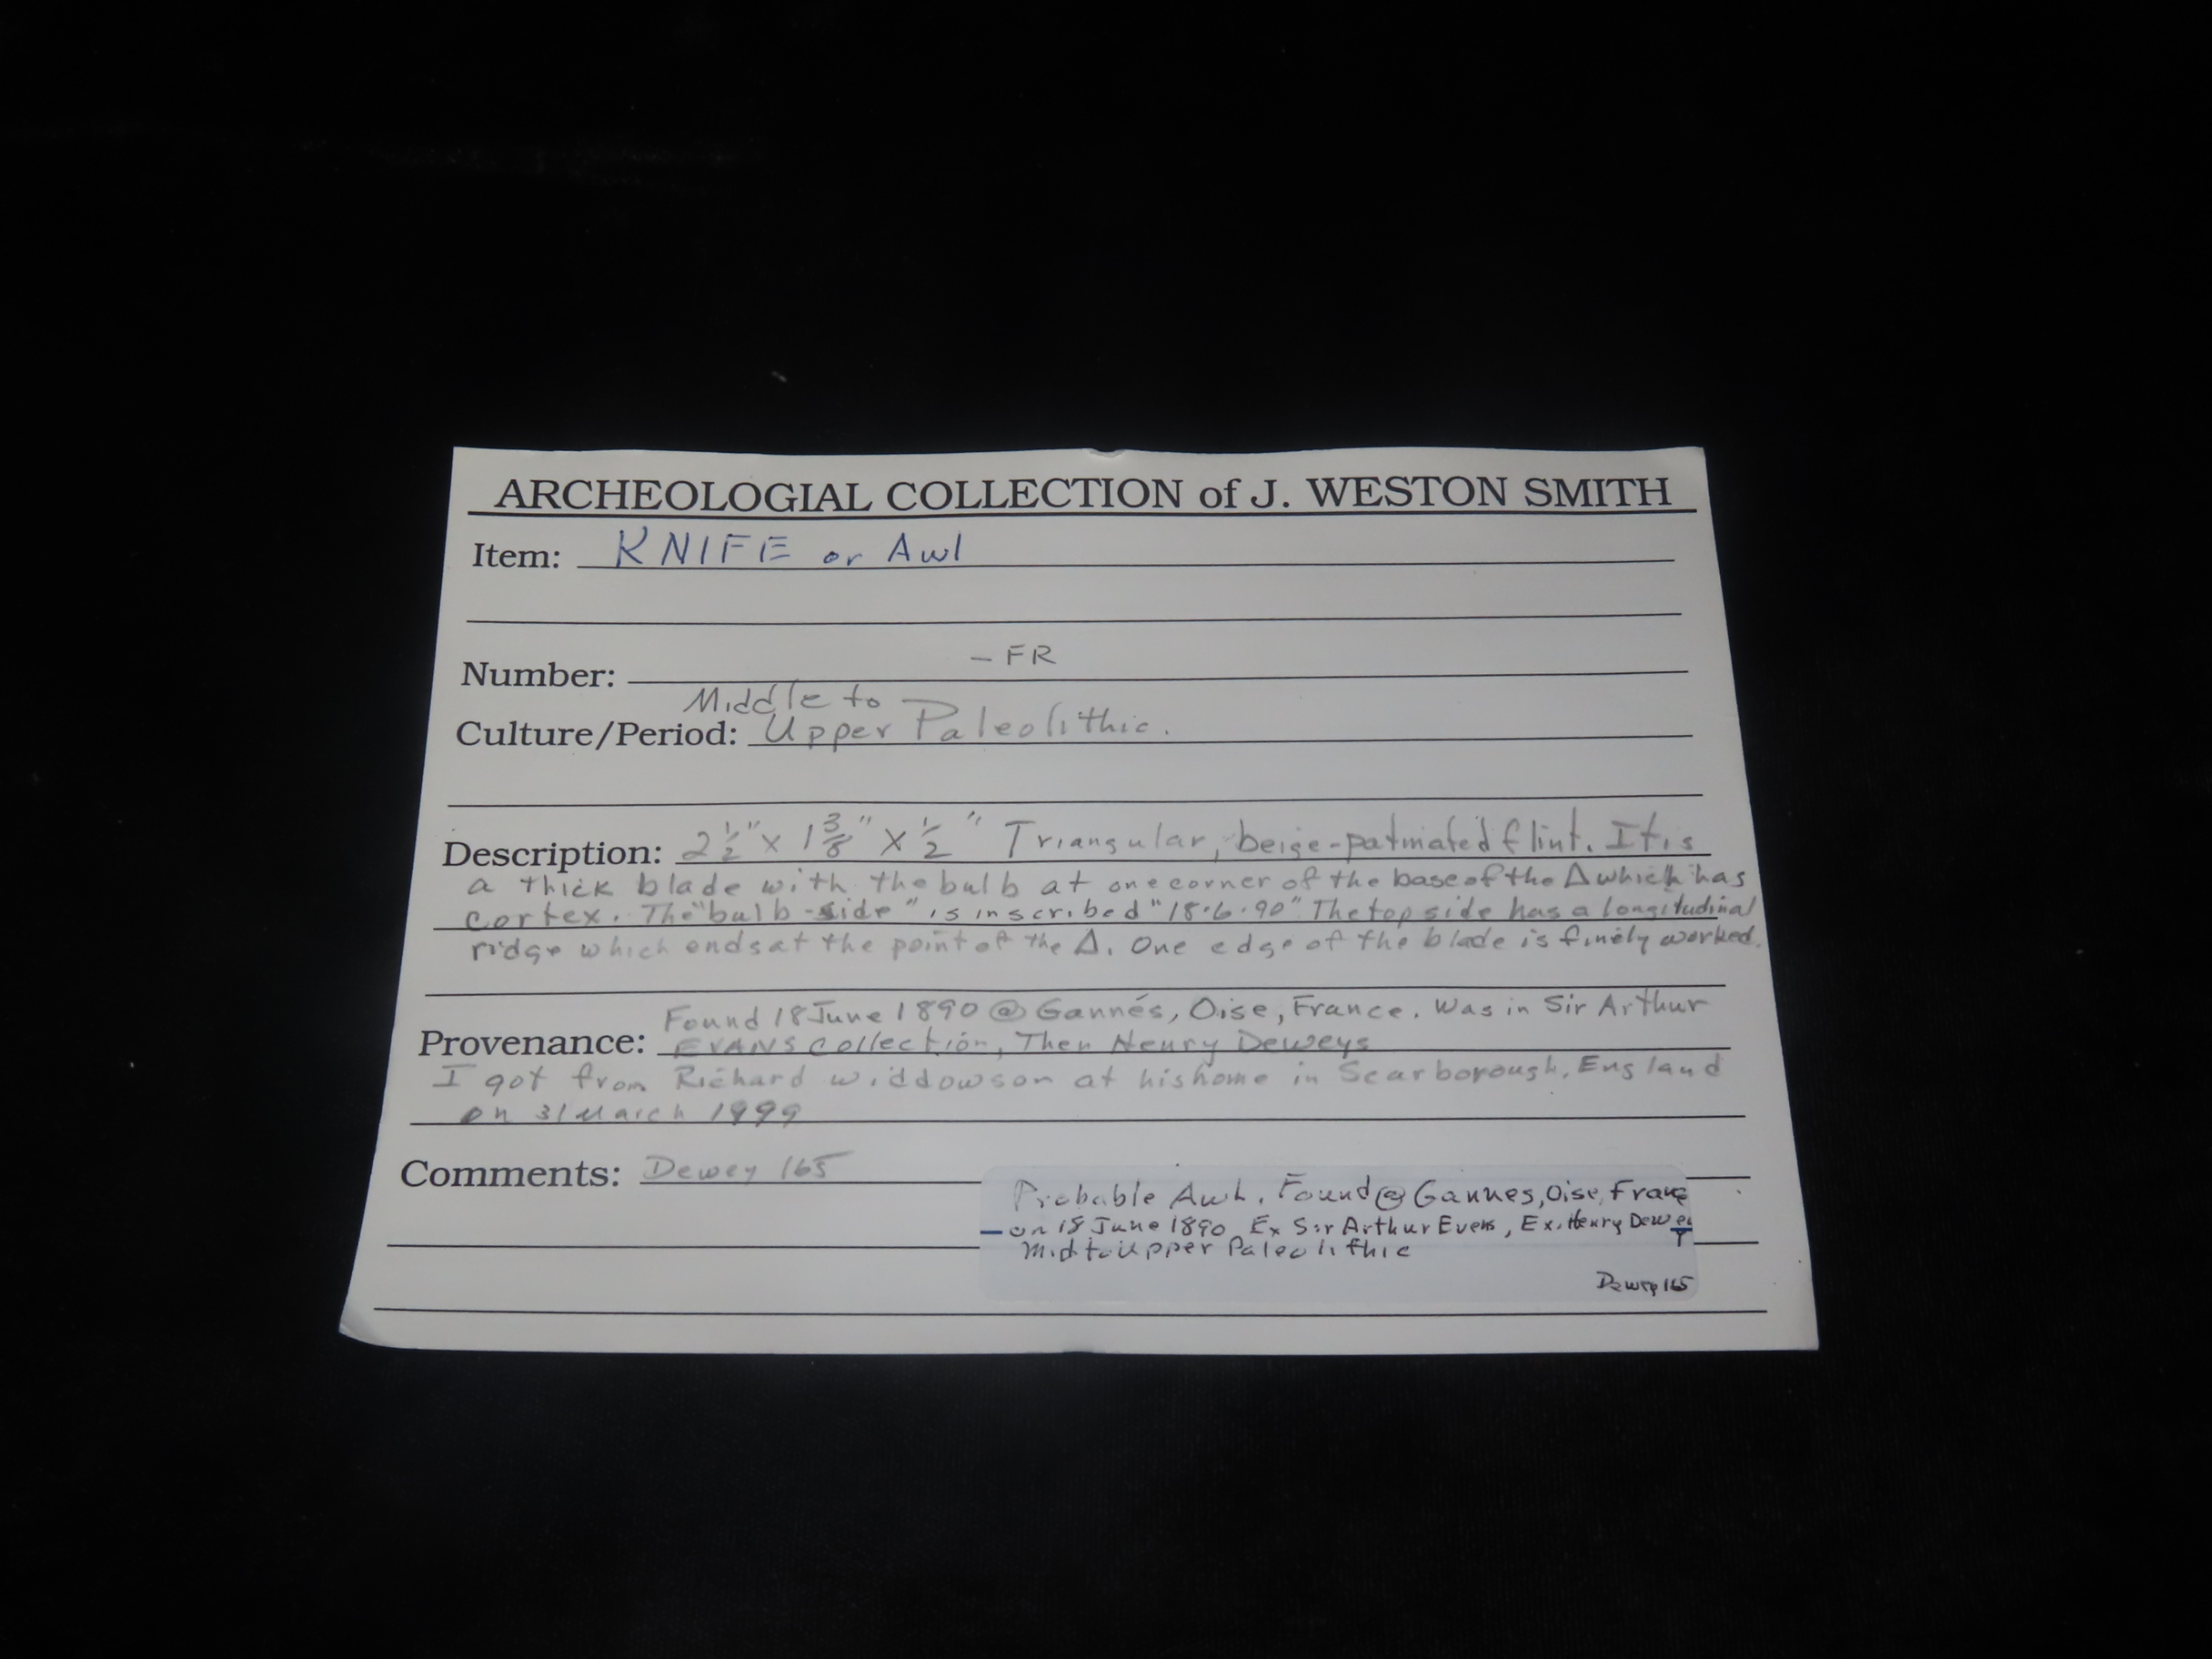 ARCHEOLOGIAL COLLECTION of J. WESTON SMITH
Item: KNIFE or Awl
Number: – FR
Middle to
Culture/Period: Upper Paleolithic.
Description: 2 1/2" x 1 3/8" x 1/2" Triangular, beige-patinated flint. It is
a thick blade with the bulb at one corner of the base of the Δ which has
cortex. The "bulb-side" is inscribed "18·6·90" The top side has a longitudinal
ridge which ends at the point of the Δ. One edge of the blade is finely worked.
Found 18 June 1890 @ Gannés, Oise, France. Was in Sir Arthur
Provenance: EVANS collection, Then Henry Deweys
I got from Richard Widdowson at his home in Scarborough, England
on 31 March 1999
Comments: Dewey 165
Probable Awl. Found @ Gannes, Oise, France
on 18 June 1890 Ex Sir Arthur Evens, Ex. Henry Dewey
Mid to Upper Paleolithic
Dewey 165